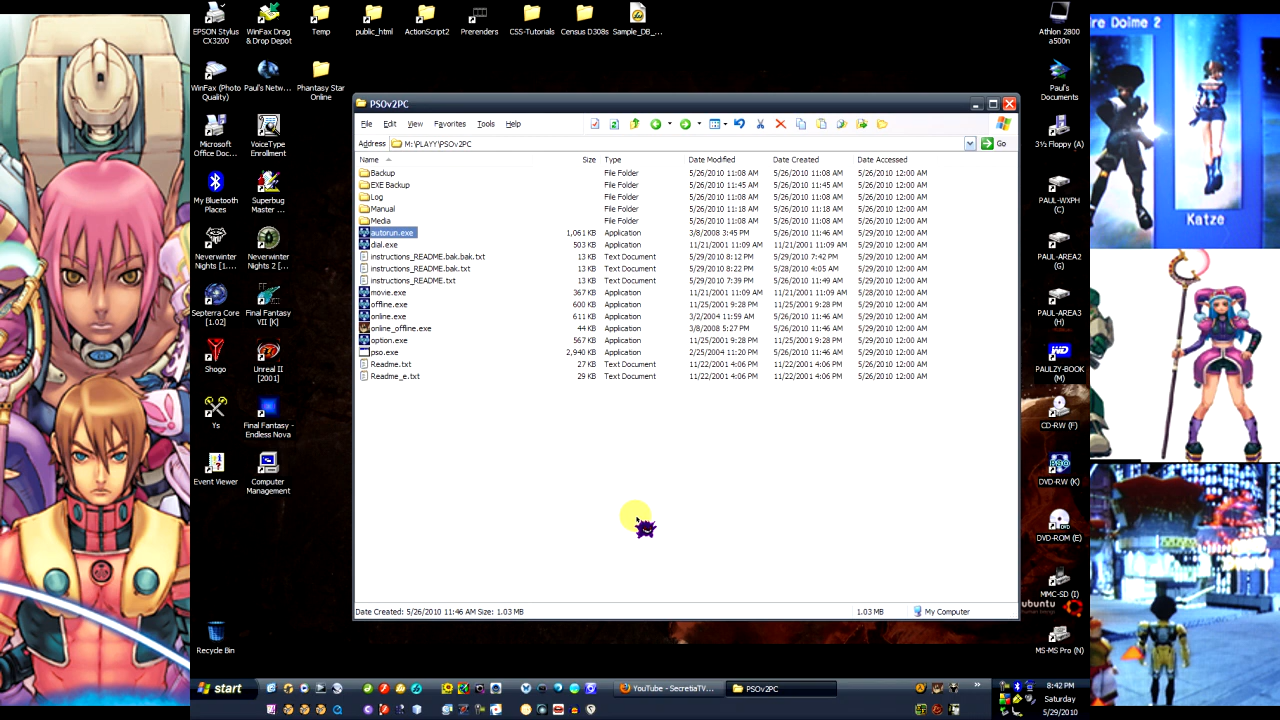 EPSON Stylus CX3200
WinFax Drag & Drop Depot
Temp
public_html
ActionScript2
Prerenders
CSS-Tutorials
Census D308s
Sample_DB_...
Athlon 2800 a500n
re Dolme 2
WinFax (Photo Quality)
Paul's Netw...
Phantasy Star Online
Paul's Documents
Microsoft Office Doc...
VoiceType Enrollment
3½ Floppy (A)
My Bluetooth Places
Superbug Master ...
PAUL-WXPH (C)
Katze
Neverwinter Nights [1....
Neverwinter Nights 2 [...
PAUL-AREA2 (G)
Septerra Core [1.02]
Final Fantasy VII [K]
PAUL-AREA3 (H)
Shogo
Unreal II [2001]
WD
PAULZY-BOOK (M)
Ys
Final Fantasy - Endless Nova
CD-RW (F)
Event Viewer
Computer Management
PSO
DVD-RW (K)
DVD
DVD-ROM (E)
MMC-SD (I)
ubuntu
Recycle Bin
MS-MS Pro (N)
PSOv2PC
File Edit View Favorites Tools Help
Address M:\PLAYY\PSOv2PC Go
Name Size Type Date Modified Date Created Date Accessed
Backup File Folder 5/26/2010 11:08 AM 5/26/2010 11:08 AM 5/26/2010 12:00 AM
EXE Backup File Folder 5/26/2010 11:45 AM 5/26/2010 11:08 AM 5/26/2010 12:00 AM
Log File Folder 5/26/2010 11:08 AM 5/26/2010 11:08 AM 5/26/2010 12:00 AM
Manual File Folder 5/26/2010 11:18 AM 5/26/2010 11:18 AM 5/26/2010 12:00 AM
Media File Folder 5/26/2010 11:08 AM 5/26/2010 11:08 AM 5/26/2010 12:00 AM
autorun.exe 1,061 KB Application 3/8/2008 3:45 PM 5/26/2010 11:46 AM 5/29/2010 12:00 AM
dial.exe 503 KB Application 11/21/2001 11:09 AM 11/21/2001 11:09 AM 5/29/2010 12:00 AM
instructions_README.bak.bak.txt 13 KB Text Document 5/29/2010 8:12 PM 5/29/2010 7:42 PM 5/29/2010 12:00 AM
instructions_README.bak.txt 13 KB Text Document 5/29/2010 8:22 PM 5/28/2010 4:05 AM 5/29/2010 12:00 AM
instructions_README.txt 13 KB Text Document 5/29/2010 7:39 PM 5/26/2010 11:49 AM 5/29/2010 12:00 AM
movie.exe 367 KB Application 11/21/2001 11:09 AM 11/21/2001 11:09 AM 5/28/2010 12:00 AM
offline.exe 600 KB Application 11/25/2001 9:28 PM 11/25/2001 9:28 PM 5/29/2010 12:00 AM
online.exe 611 KB Application 3/2/2004 11:59 AM 5/26/2010 11:46 AM 5/29/2010 12:00 AM
online_offline.exe 44 KB Application 3/8/2008 5:27 PM 5/26/2010 11:46 AM 5/29/2010 12:00 AM
option.exe 567 KB Application 11/25/2001 9:28 PM 11/25/2001 9:28 PM 5/29/2010 12:00 AM
pso.exe 2,940 KB Application 2/25/2004 11:20 PM 5/26/2010 11:46 AM 5/29/2010 12:00 AM
Readme.txt 27 KB Text Document 11/22/2001 4:06 PM 11/22/2001 4:06 PM 5/29/2010 12:00 AM
Readme_e.txt 29 KB Text Document 11/22/2001 4:06 PM 11/22/2001 4:06 PM 5/26/2010 12:00 AM
Date Created: 5/26/2010 11:46 AM Size: 1.03 MB 1.03 MB My Computer
start
YouTube - SecretiaTV...
PSOv2PC
8:42 PM
Saturday
5/29/2010